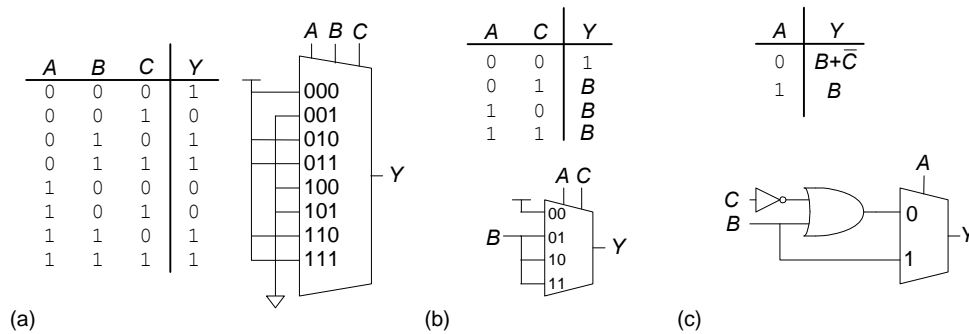 A B C Y
0 0 0 1
0 0 1 0
0 1 0 1
0 1 1 1
1 0 0 0
1 0 1 0
1 1 0 1
1 1 1 1
A B C
000
001
010
011
100
101
110
111
Y
(a)
A C Y
0 0 1
0 1 B
1 0 B
1 1 B
A C
00
01
10
11
B
Y
(b)
A Y
0 B+C̅
1 B
A
C
B
0
1
Y
(c)